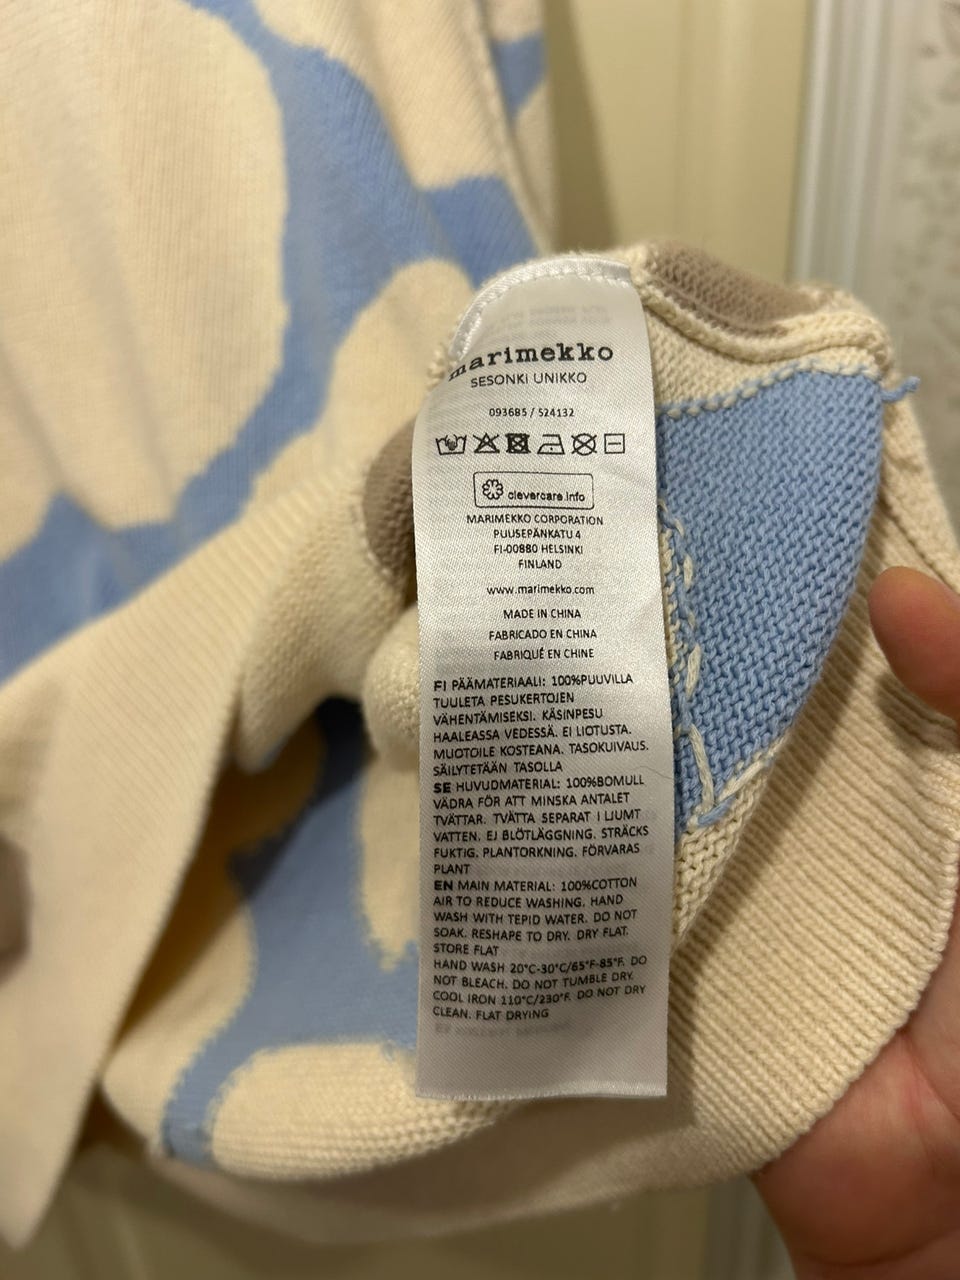 marimekko
SESONKI UNIKKO
093685 / 524132
clevercare.info
MARIMEKKO CORPORATION
PUUSEPÄNKATU 4
FI-00880 HELSINKI
FINLAND
www.marimekko.com
MADE IN CHINA
FABRICADO EN CHINA
FABRIQUÉ EN CHINE
FI PÄÄMATERIAALI: 100%PUUVILLA
TUULETA PESUKERTOJEN
VÄHENTÄMISEKSI. KÄSINPESU
HAALEASSA VEDESSÄ. EI LIOTUSTA.
MUOTOILE KOSTEANA. TASOKUIVAUS.
SÄILYTETÄÄN TASOLLA
SE HUVUDMATERIAL: 100%BOMULL
VÄDRA FÖR ATT MINSKA ANTALET
TVÄTTAR. TVÄTTA SEPARAT I LJUMT
VATTEN. EJ BLÖTLÄGGNING. STRÄCKS
FUKTIG. PLANTORKNING. FÖRVARAS
PLANT
EN MAIN MATERIAL: 100%COTTON
AIR TO REDUCE WASHING. HAND
WASH WITH TEPID WATER. DO NOT
SOAK. RESHAPE TO DRY. DRY FLAT.
STORE FLAT
HAND WASH 20°C-30°C/65°F-85°F. DO
NOT BLEACH. DO NOT TUMBLE DRY.
COOL IRON 110°C/230°F. DO NOT DRY
CLEAN. FLAT DRYING